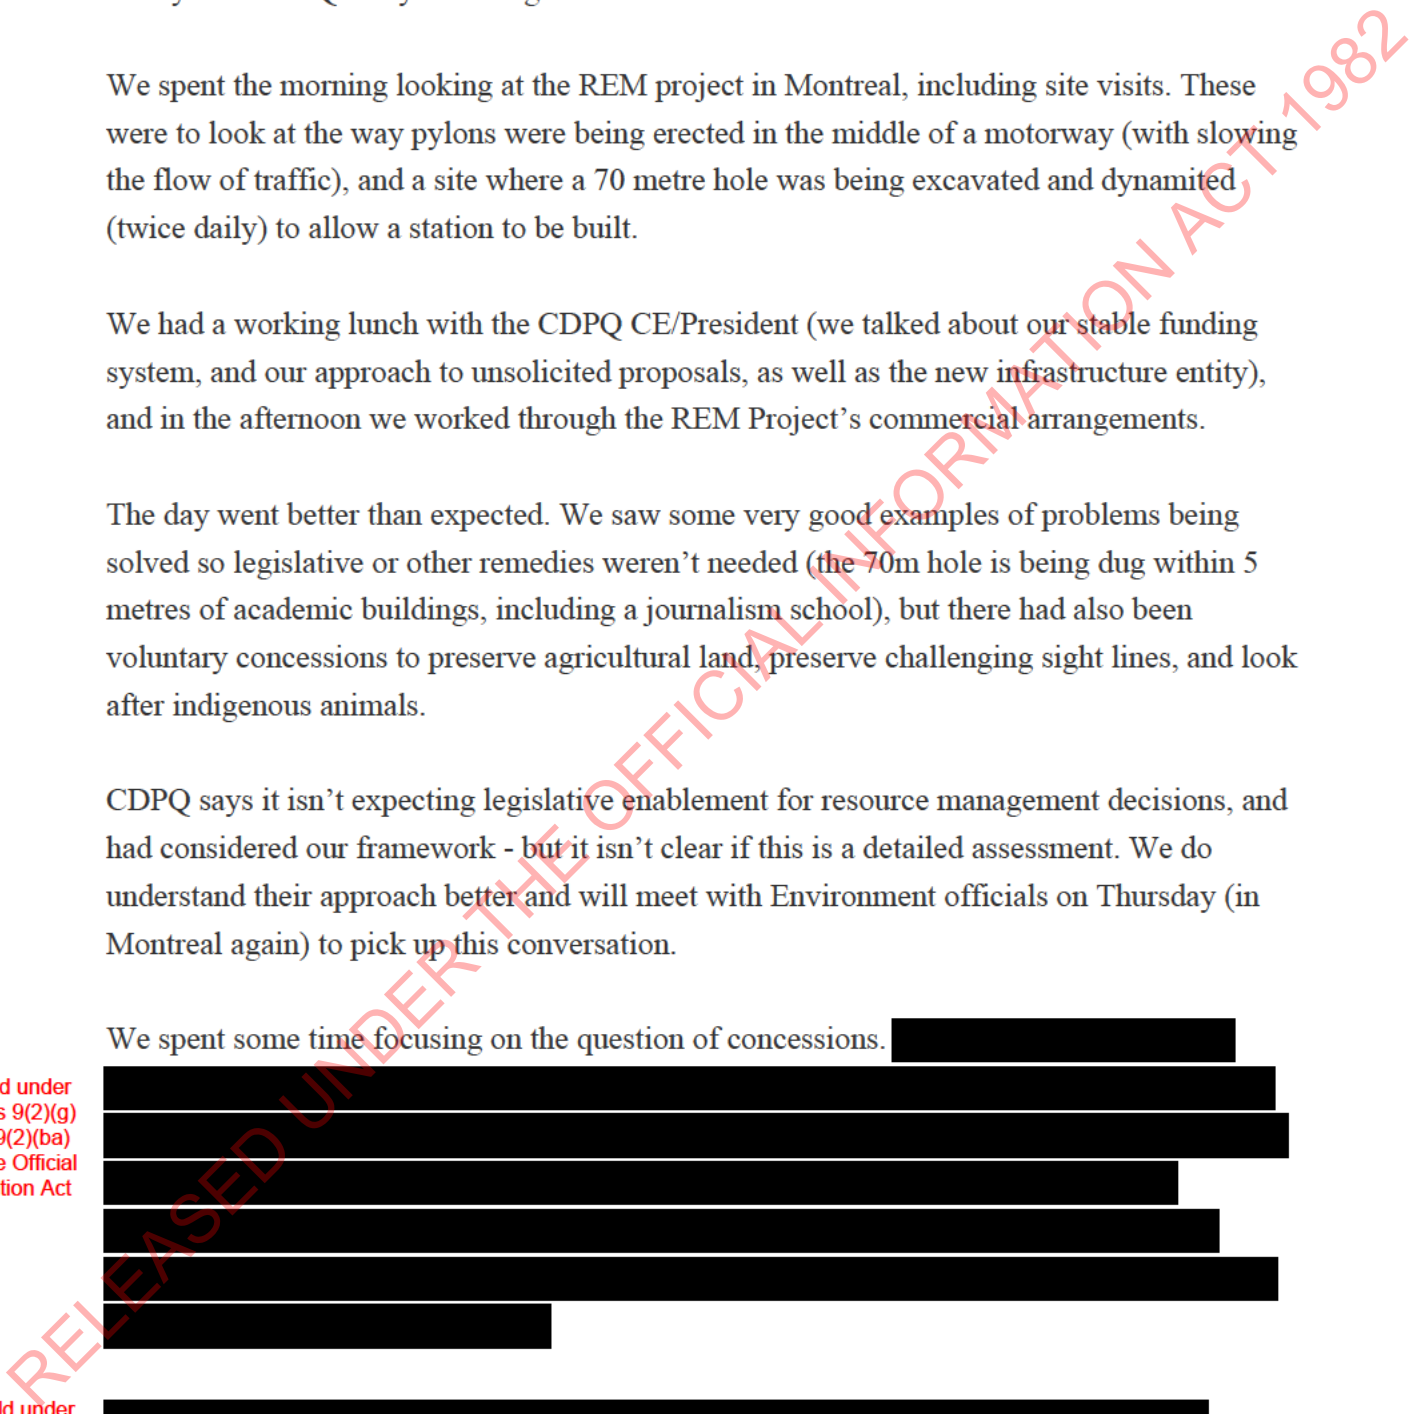 We spent the morning looking at the REM project in Montreal, including site visits. These
were to look at the way pylons were being erected in the middle of a motorway (with slowing
the flow of traffic), and a site where a 70 metre hole was being excavated and dynamited
(twice daily) to allow a station to be built.
We had a working lunch with the CDPQ CE/President (we talked about our stable funding
system, and our approach to unsolicited proposals, as well as the new infrastructure entity),
and in the afternoon we worked through the REM Project’s commercial arrangements.
The day went better than expected. We saw some very good examples of problems being
solved so legislative or other remedies weren’t needed (the 70m hole is being dug within 5
metres of academic buildings, including a journalism school), but there had also been
voluntary concessions to preserve agricultural land, preserve challenging sight lines, and look
after indigenous animals.
CDPQ says it isn’t expecting legislative enablement for resource management decisions, and
had considered our framework - but it isn’t clear if this is a detailed assessment. We do
understand their approach better and will meet with Environment officials on Thursday (in
Montreal again) to pick up this conversation.
We spent some time focusing on the question of concessions.
d under
s 9(2)(g)
9(2)(ba)
e Official
tion Act
ld under
RELEASED UNDER THE OFFICIAL INFORMATION ACT 1982